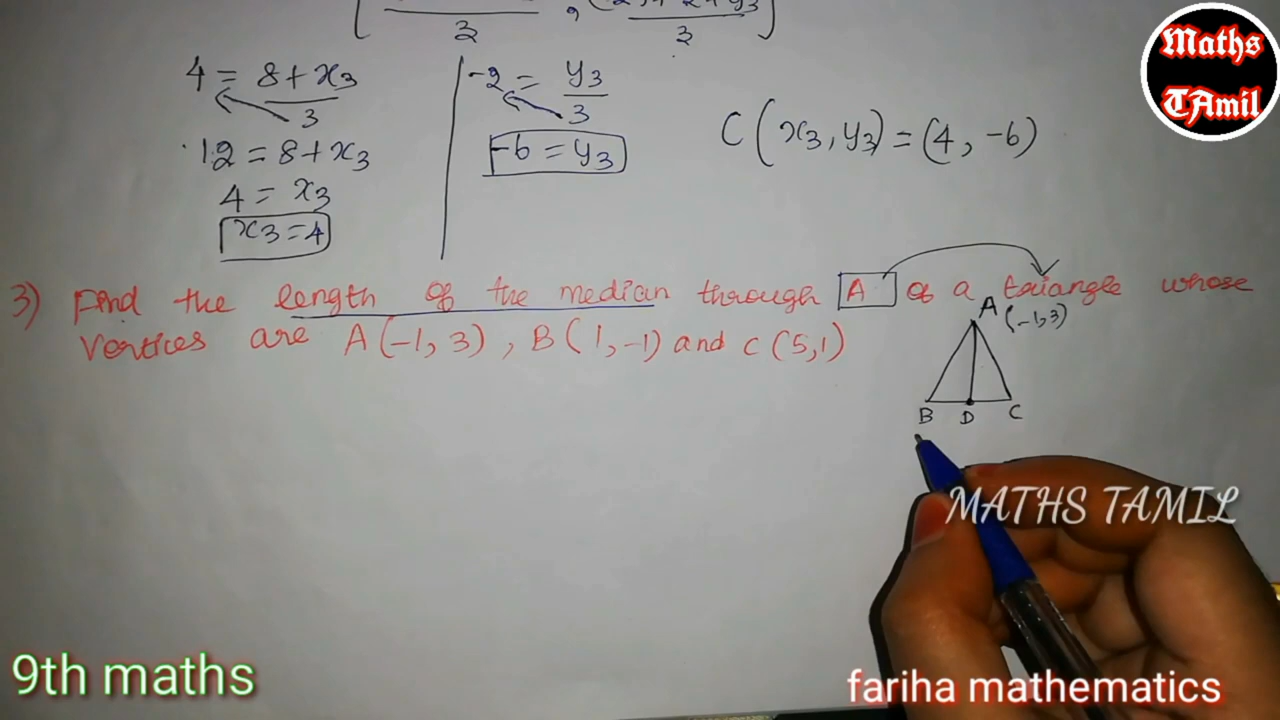 3 3
4 = 8 + x3
3
12 = 8 + x3
4 = x3
x3 = 4
-2 = y3
3
-6 = y3
C (x3, y3) = (4, -6)
Maths
TAmil
3) Find the length of the median through A of a triangle whose
vertices are A(-1, 3), B(1, -1) and C(5,1)
A (-1,3)
B D C
MATHS TAMIL
9th maths
fariha mathematics